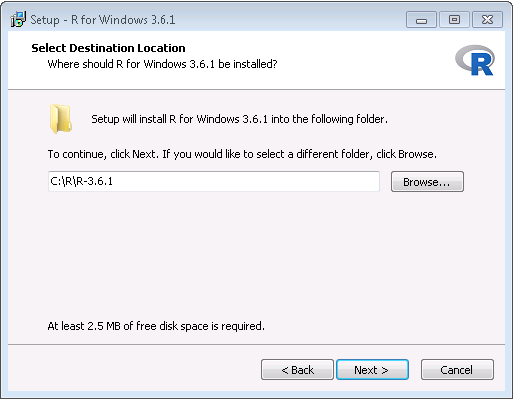 Setup - R for Windows 3.6.1
Select Destination Location
Where should R for Windows 3.6.1 be installed?
R
Setup will install R for Windows 3.6.1 into the following folder.
To continue, click Next. If you would like to select a different folder, click Browse.
C:\R\R-3.6.1
Browse...
At least 2.5 MB of free disk space is required.
< Back
Next >
Cancel